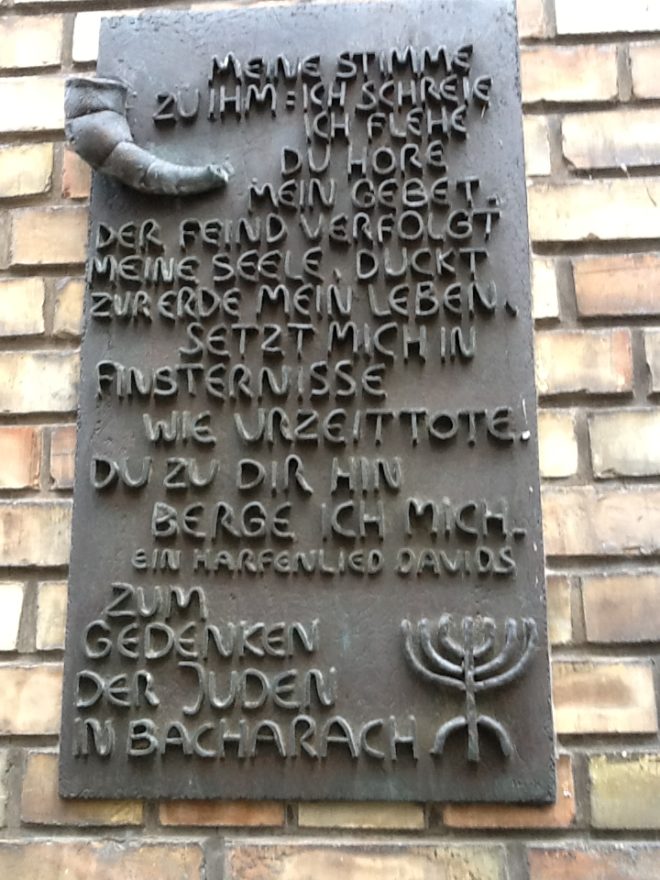 MEINE STIMME
ZU IHM: ICH SCHREIE
ICH FLEHE
DU HÖRE
MEIN GEBET.
DER FEIND VERFOLGT
MEINE SEELE, DUCKT
ZUR ERDE MEIN LEBEN,
SETZT MICH IN
FINSTERNISSE
WIE URZEITTOTE!
DU ZU DIR HIN
BERGE ICH MICH.
EIN HARFENLIED DAVIDS
ZUM
GEDENKEN
DER JUDEN
IN BACHARACH